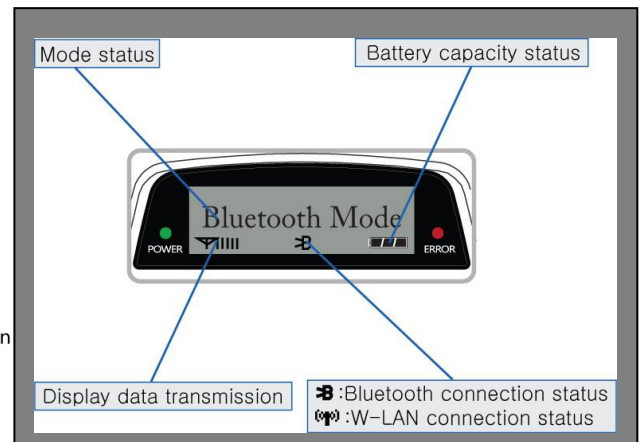 Mode status
Battery capacity status
Bluetooth Mode
POWER
ERROR
n
Display data transmission
:Bluetooth connection status
:W-LAN connection status